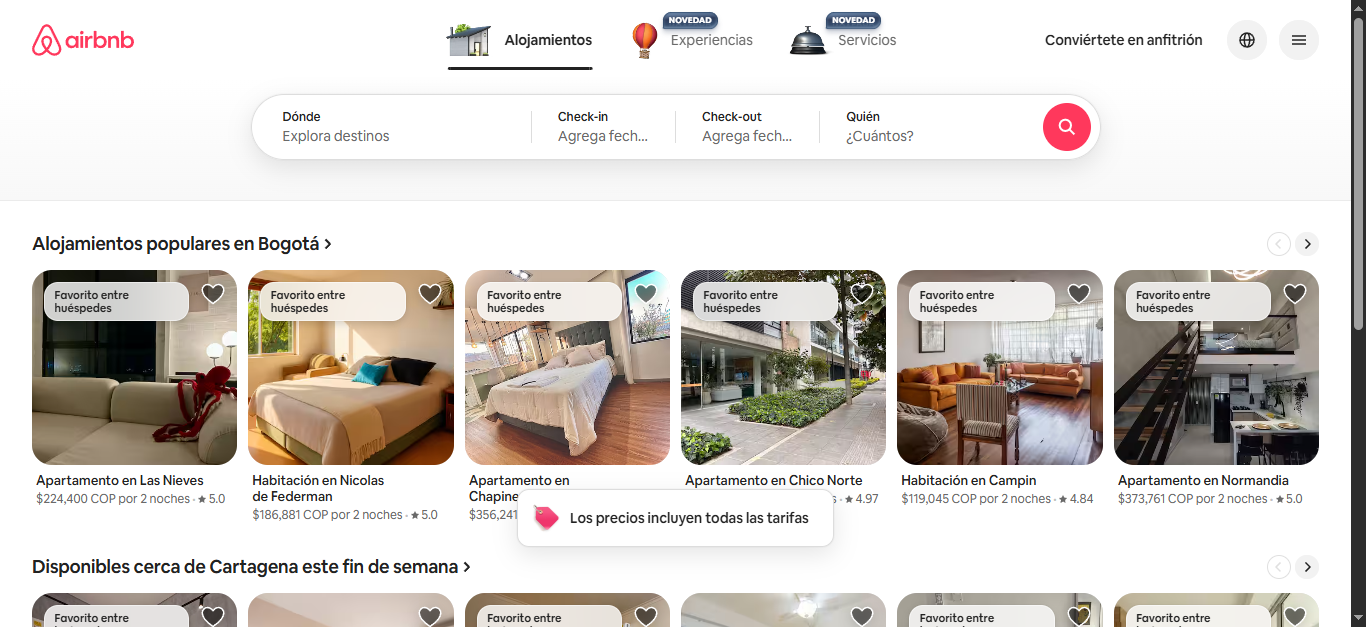 airbnb
Alojamientos
NOVEDAD
Experiencias
NOVEDAD
Servicios
Conviértete en anfitrión
Dónde
Explora destinos
Check-in
Agrega fech...
Check-out
Agrega fech...
Quién
¿Cuántos?
Alojamientos populares en Bogotá
Favorito entre
huéspedes
Apartamento en Las Nieves
$224,400 COP por 2 noches · ★ 5.0
Favorito entre
huéspedes
Habitación en Nicolas
de Federman
$186,881 COP por 2 noches · ★ 5.0
Favorito entre
huéspedes
Apartamento en
$356,241
Favorito entre
huéspedes
Apartamento en Chico Norte
★ 4.97
Favorito entre
huéspedes
Habitación en Campin
$119,045 COP por 2 noches · ★ 4.84
Favorito entre
huéspedes
Apartamento en Normandia
$373,761 COP por 2 noches · ★ 5.0
Los precios incluyen todas las tarifas
Disponibles cerca de Cartagena este fin de semana
Favorito entre
Favorito entre
Favorito entre
Favorito entre